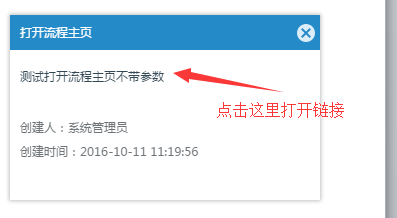 打开流程主页
测试打开流程主页不带参数
点击这里打开链接
创建人：系统管理员
创建时间：2016-10-11 11:19:56